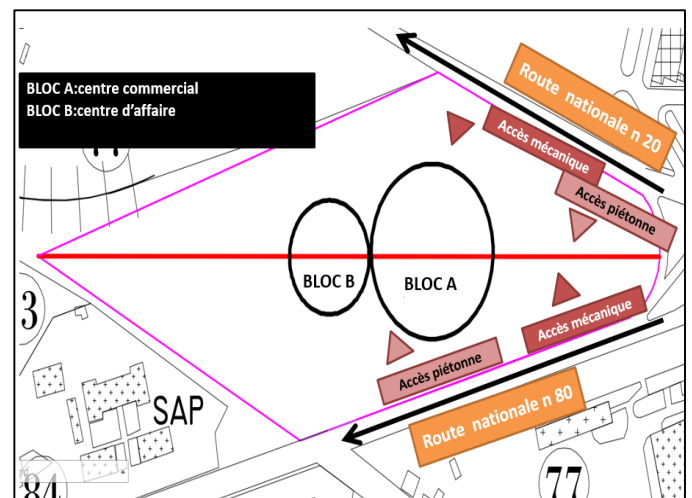 BLOC A:centre commercial
BLOC B:centre d'affaire
Route nationale n 20
Accès mécanique
Accès piétonne
BLOC B
BLOC A
3
Accès mécanique
Accès piétonne
Route nationale n 80
SAP
84
77